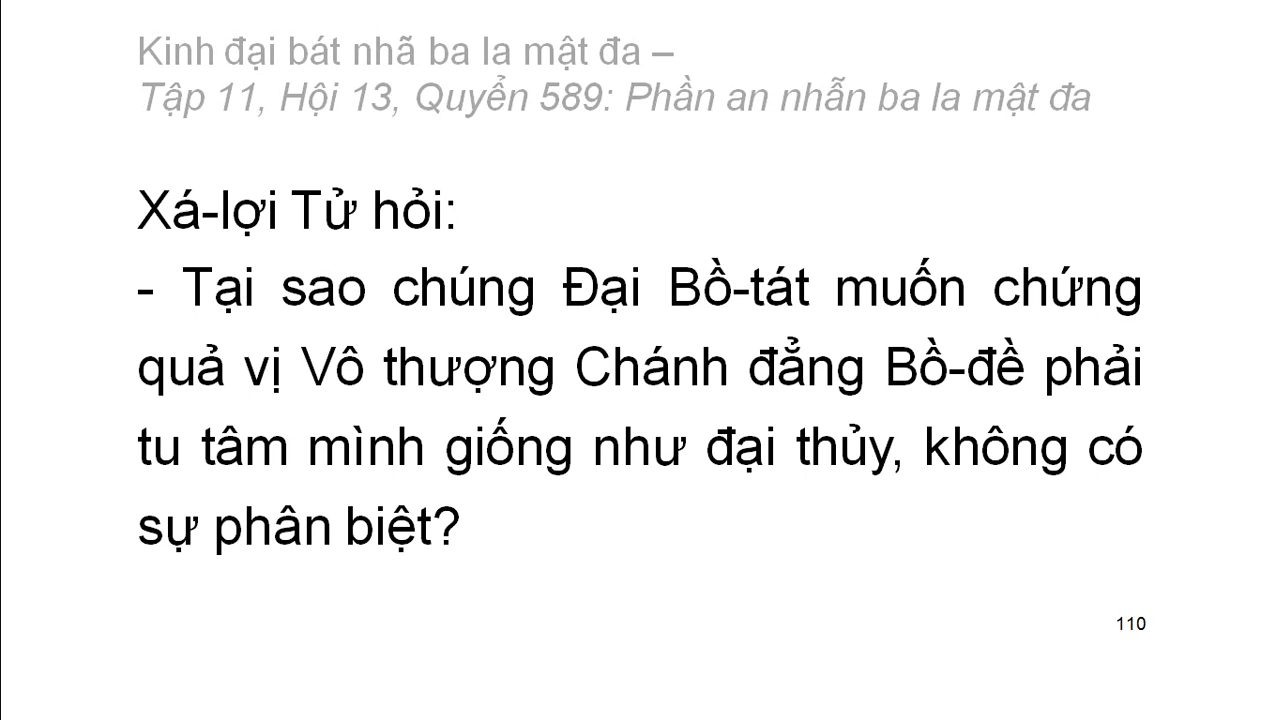 Kinh đại bát nhã ba la mật đa –
Tập 11, Hội 13, Quyển 589: Phần an nhẫn ba la mật đa
Xá-lợi Tử hỏi:
- Tại sao chúng Đại Bồ-tát muốn chứng
quả vị Vô thượng Chánh đẳng Bồ-đề phải
tu tâm mình giống như đại thủy, không có
sự phân biệt?
110